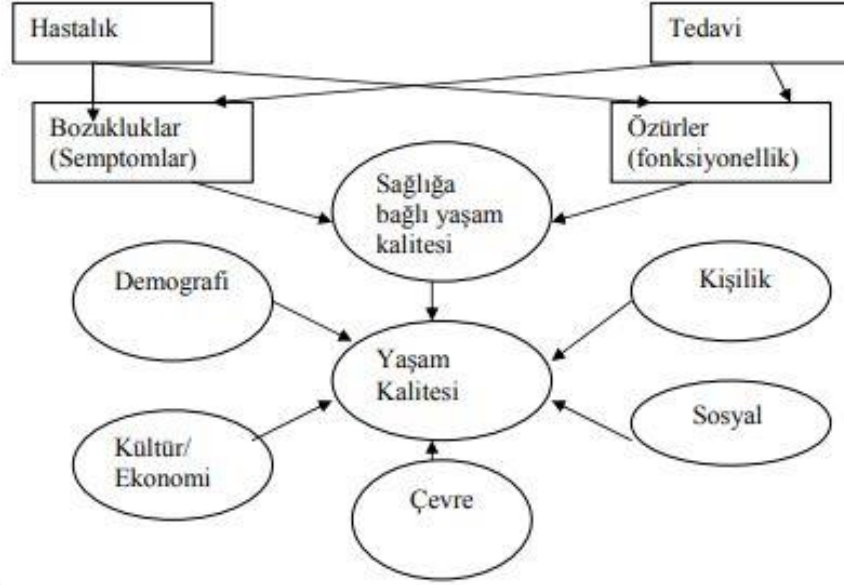 Hastalık
Tedavi
Bozukluklar
(Semptomlar)
Özürler
(fonksiyonellik)
Sağlığa
bağlı yaşam
kalitesi
Demografi
Kişilik
Yaşam
Kalitesi
Kültür/
Ekonomi
Sosyal
Çevre